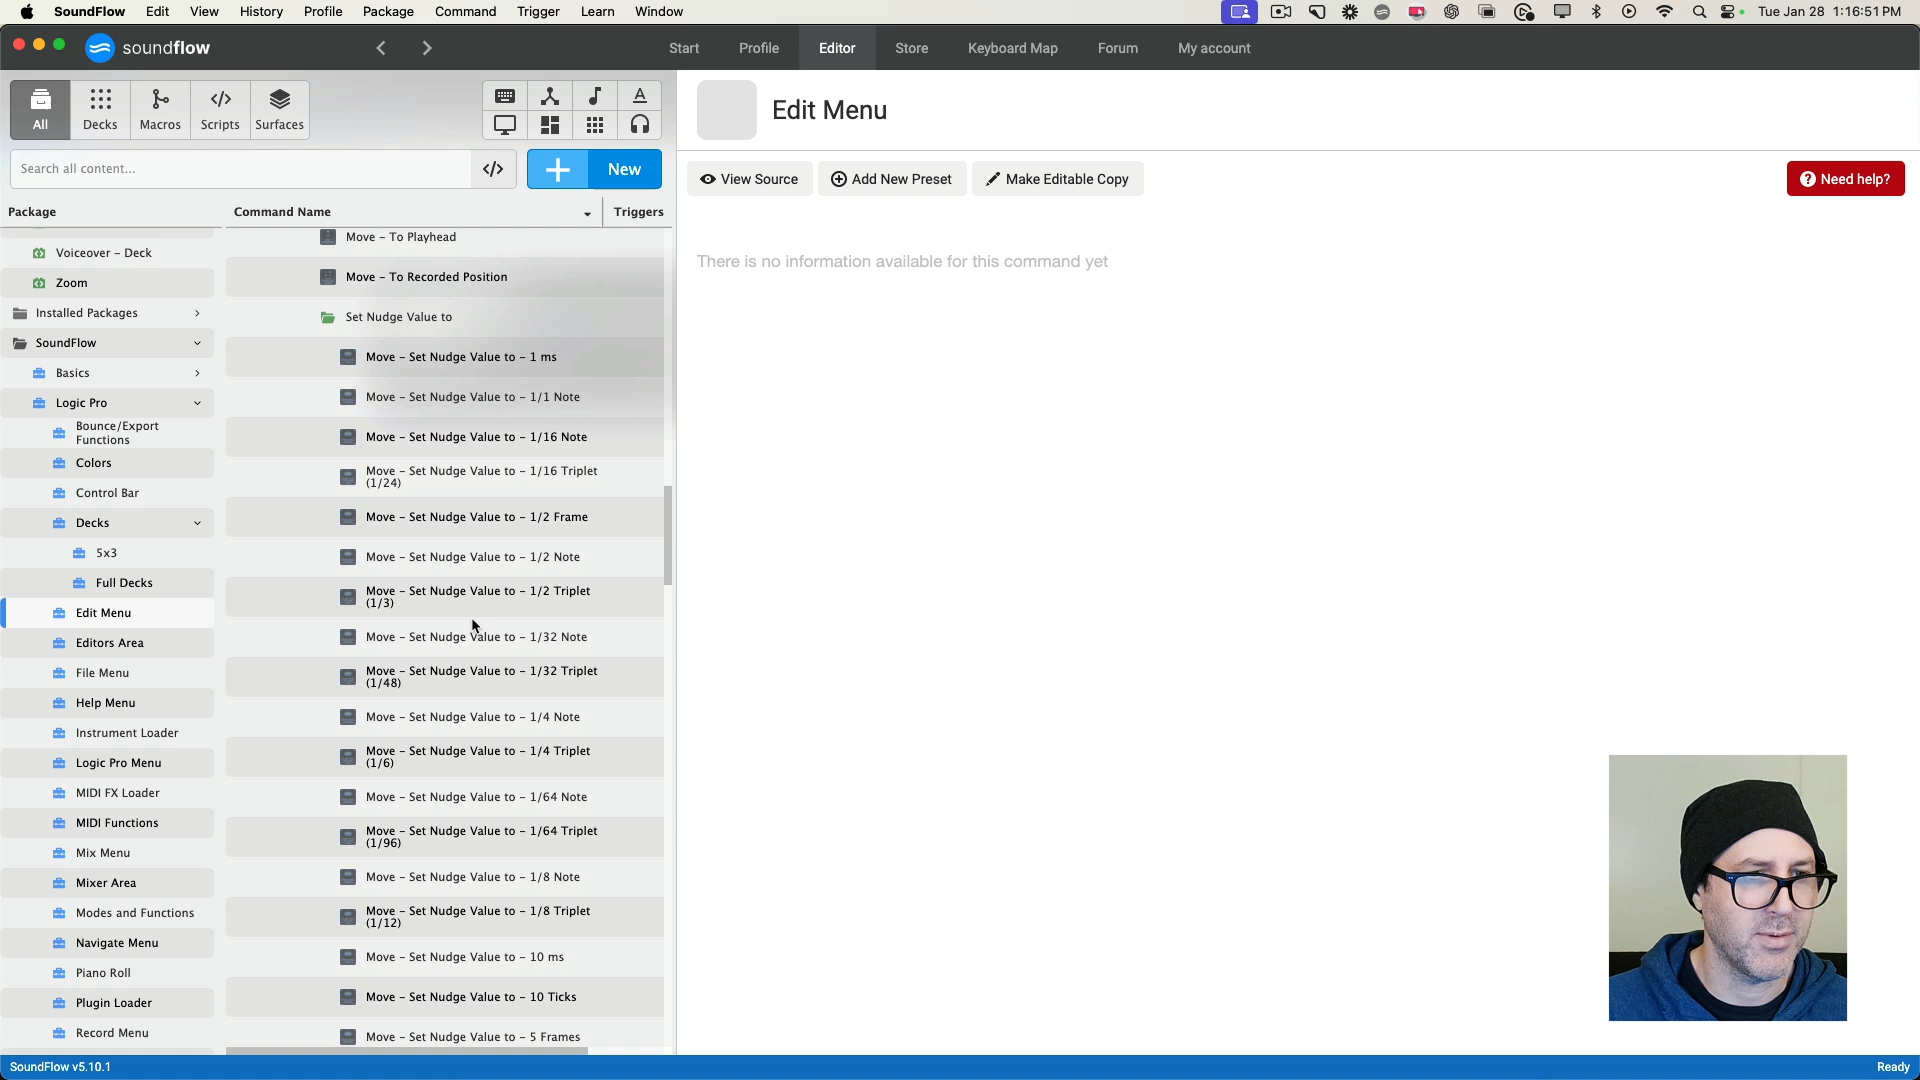 SoundFlow Edit View History Profile Package Command Trigger Learn Window Tue Jan 28 1:16:51 PM
soundflow Start Profile Editor Store Keyboard Map Forum My account
All Decks Macros Scripts Surfaces
Search all content... New
Package Command Name Triggers
Voiceover – Deck
Zoom
Installed Packages
SoundFlow
Basics
Logic Pro
Bounce/Export
Functions
Colors
Control Bar
Decks
5x3
Full Decks
Edit Menu
Editors Area
File Menu
Help Menu
Instrument Loader
Logic Pro Menu
MIDI FX Loader
MIDI Functions
Mix Menu
Mixer Area
Modes and Functions
Navigate Menu
Piano Roll
Plugin Loader
Record Menu
Move – To Playhead
Move – To Recorded Position
Set Nudge Value to
Move – Set Nudge Value to – 1 ms
Move – Set Nudge Value to – 1/1 Note
Move – Set Nudge Value to – 1/16 Note
Move – Set Nudge Value to – 1/16 Triplet
(1/24)
Move – Set Nudge Value to – 1/2 Frame
Move – Set Nudge Value to – 1/2 Note
Move – Set Nudge Value to – 1/2 Triplet
(1/3)
Move – Set Nudge Value to – 1/32 Note
Move – Set Nudge Value to – 1/32 Triplet
(1/48)
Move – Set Nudge Value to – 1/4 Note
Move – Set Nudge Value to – 1/4 Triplet
(1/6)
Move – Set Nudge Value to – 1/64 Note
Move – Set Nudge Value to – 1/64 Triplet
(1/96)
Move – Set Nudge Value to – 1/8 Note
Move – Set Nudge Value to – 1/8 Triplet
(1/12)
Move – Set Nudge Value to – 10 ms
Move – Set Nudge Value to – 10 Ticks
Move – Set Nudge Value to – 5 Frames
Edit Menu
View Source Add New Preset Make Editable Copy Need help?
There is no information available for this command yet
SoundFlow v5.10.1 Ready